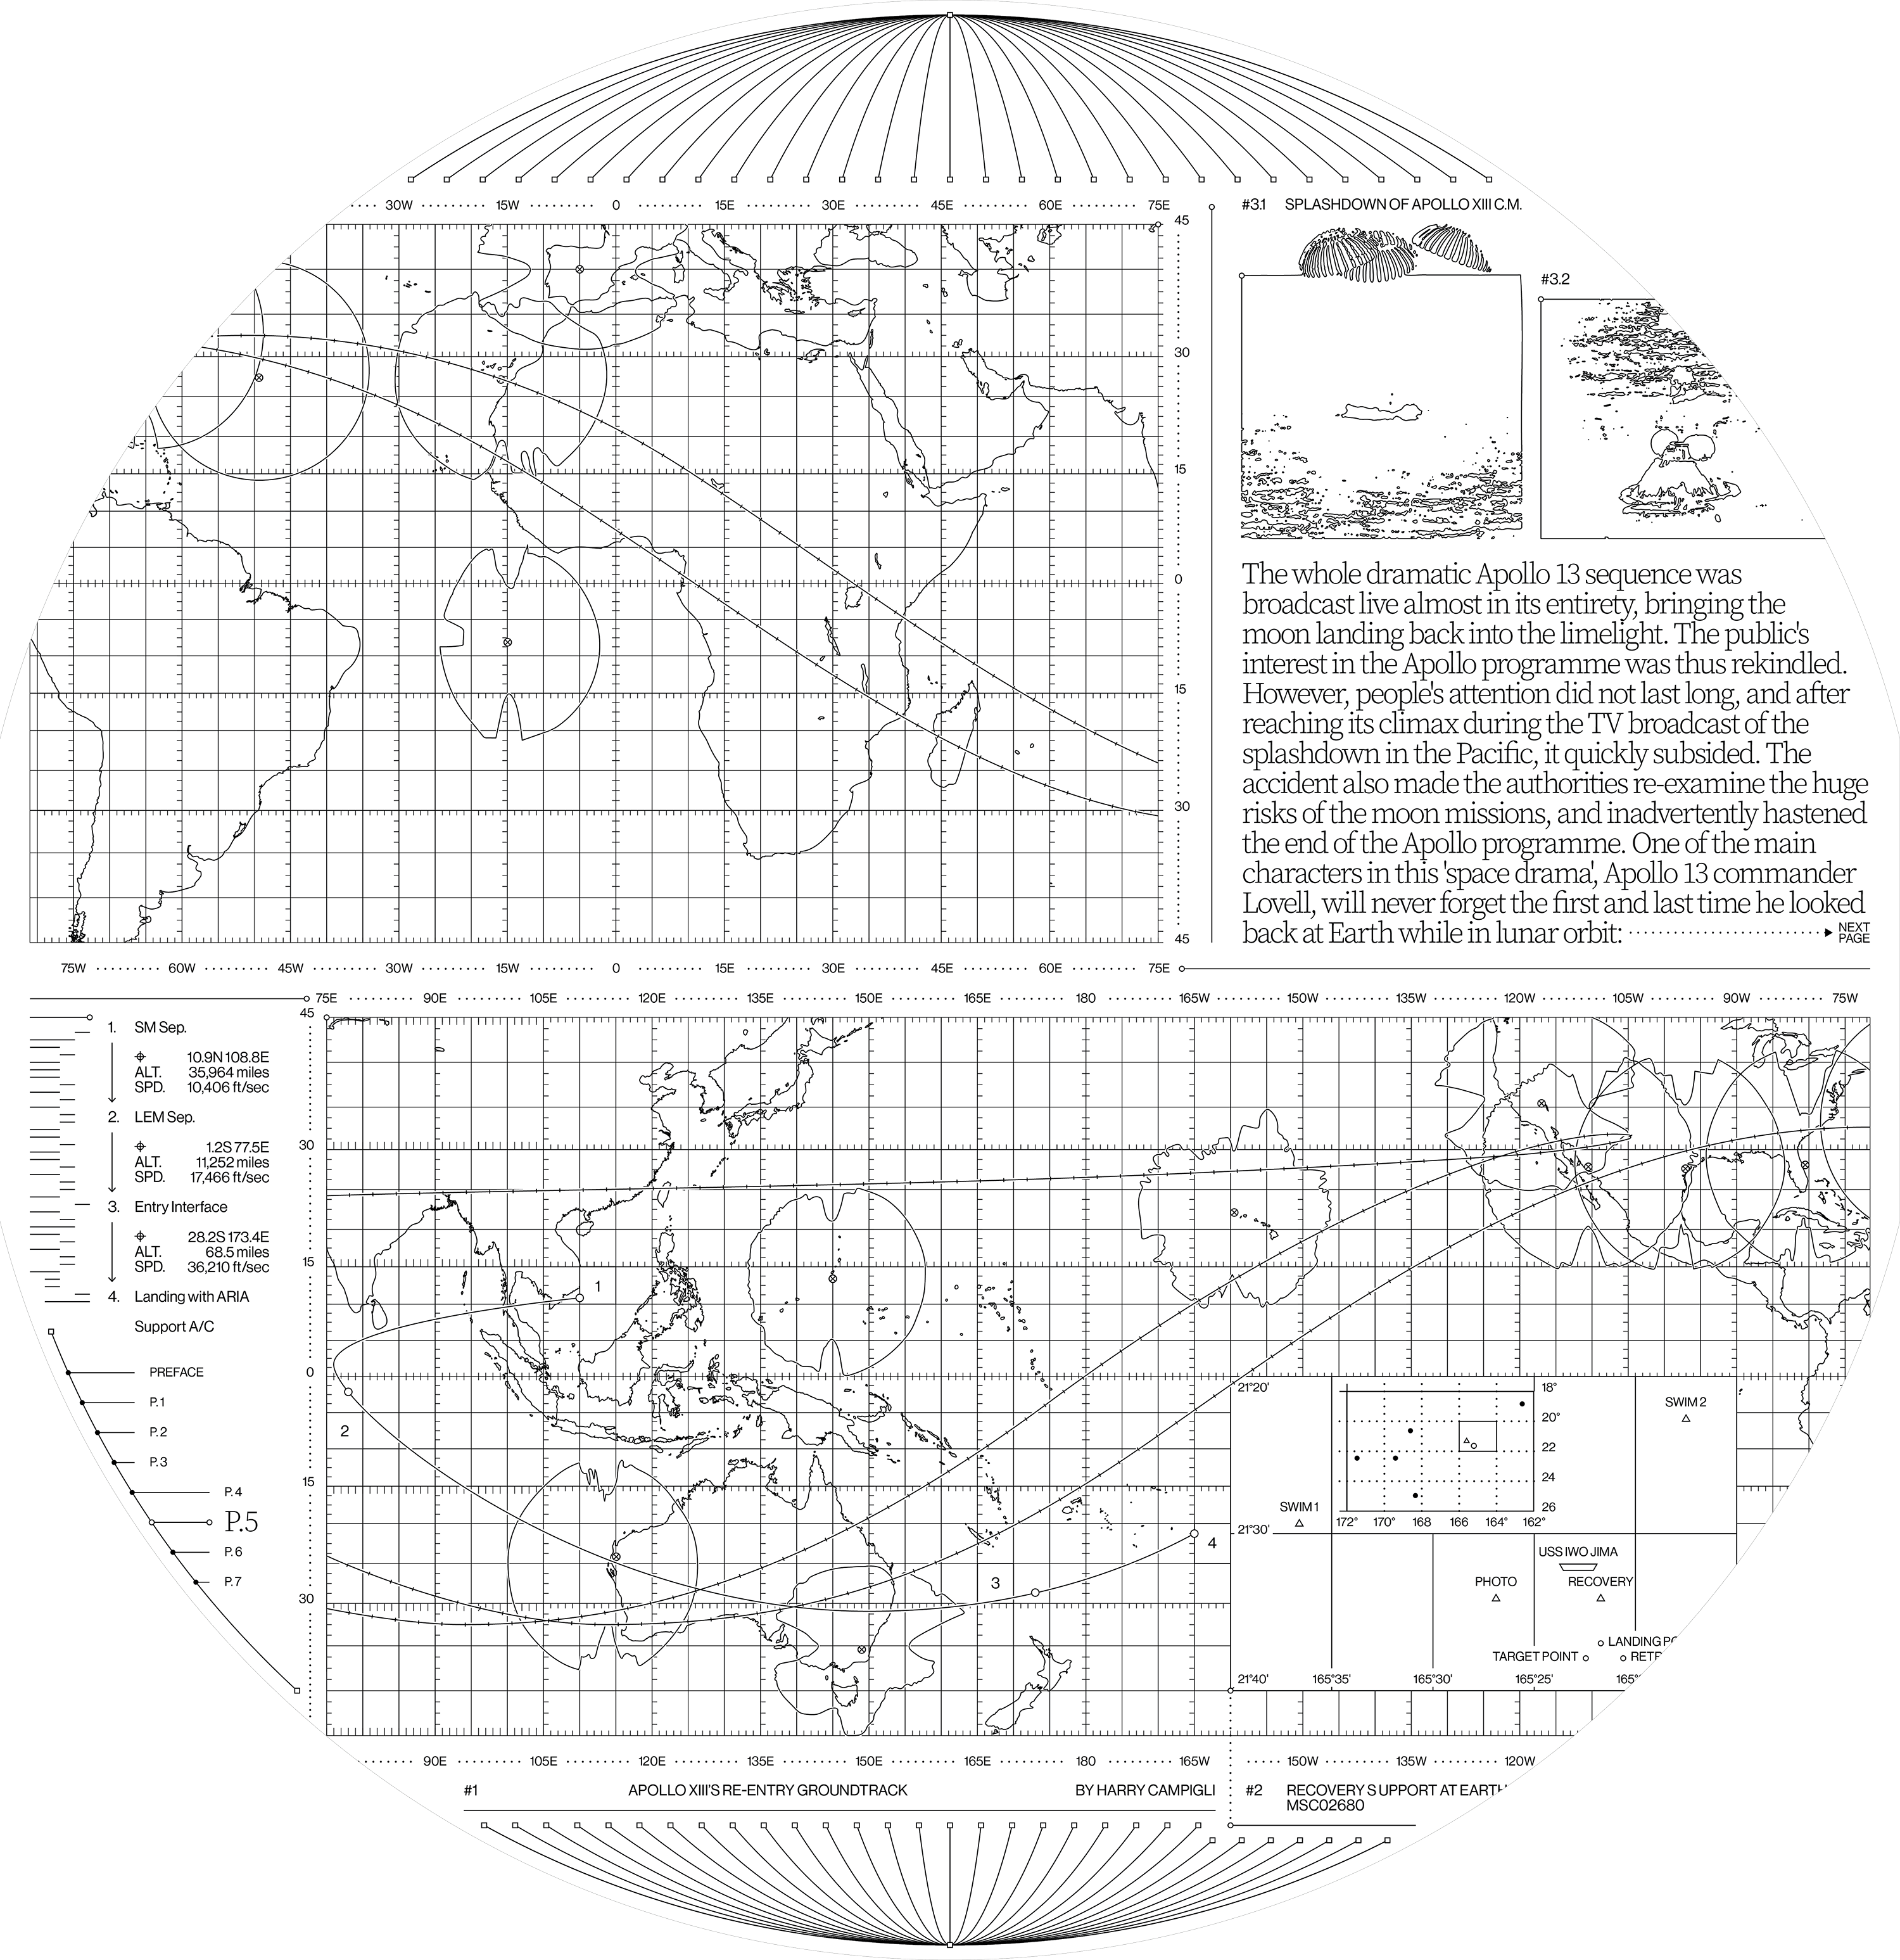 30W 15W 0 15E 30E 45E 60E 75E
45
30
15
0
15
30
45
75W 60W 45W 30W 15W 0 15E 30E 45E 60E 75E
#3.1 SPLASHDOWN OF APOLLO XIII C.M.
#3.2
The whole dramatic Apollo 13 sequence was
broadcast live almost in its entirety, bringing the
moon landing back into the limelight. The public's
interest in the Apollo programme was thus rekindled.
However, people's attention did not last long, and after
reaching its climax during the TV broadcast of the
splashdown in the Pacific, it quickly subsided. The
accident also made the authorities re-examine the huge
risks of the moon missions, and inadvertently hastened
the end of the Apollo programme. One of the main
characters in this 'space drama', Apollo 13 commander
Lovell, will never forget the first and last time he looked
back at Earth while in lunar orbit:
NEXT
PAGE
1. SM Sep.
10.9N 108.8E
ALT. 35,964 miles
SPD. 10,406 ft/sec
2. LEM Sep.
1.2S 77.5E
ALT. 11,252 miles
SPD. 17,466 ft/sec
3. Entry Interface
28.2S 173.4E
ALT. 68.5 miles
SPD. 36,210 ft/sec
4. Landing with ARIA
Support A/C
PREFACE
P.1
P.2
P.3
P.4
P.5
P.6
P.7
75E 90E 105E 120E 135E 150E 165E 180 165W 150W 135W 120W 105W 90W 75W
45
30
15
0
15
30
1
2
3
4
21°20'
21°30'
21°40'
18°
20°
22
24
26
172° 170° 168 166 164° 162°
SWIM 2
SWIM 1
USS IWO JIMA
PHOTO
RECOVERY
LANDING PO
TARGET POINT
RETR
165°35' 165°30' 165°25' 165°
90E 105E 120E 135E 150E 165E 180 165W 150W 135W 120W
#1 APOLLO XIII'S RE-ENTRY GROUNDTRACK BY HARRY CAMPIGLI
#2 RECOVERY SUPPORT AT EARTH
MSC02680